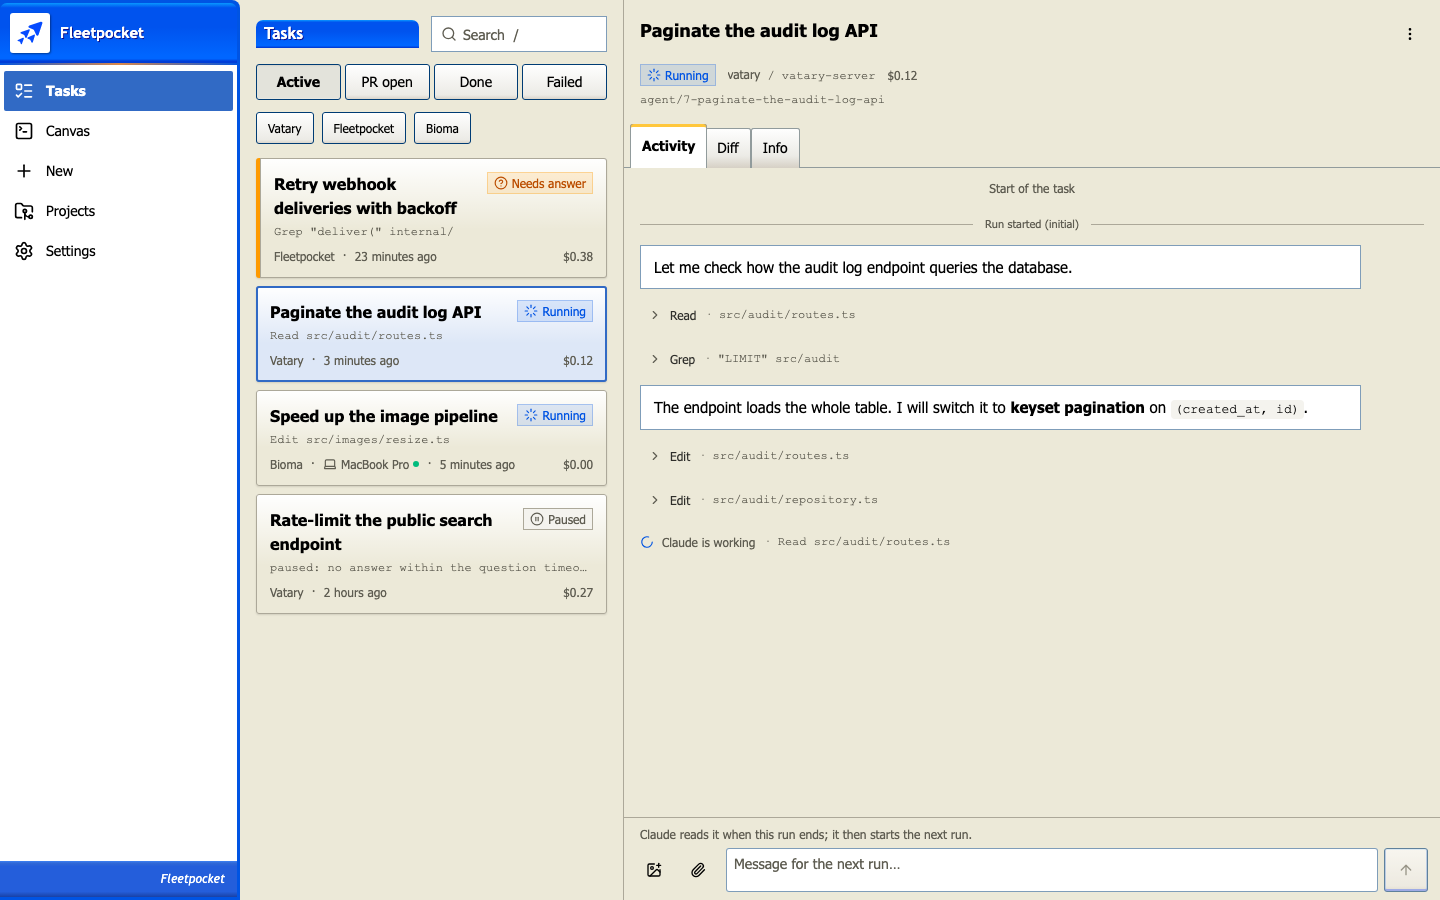 Fleetpocket
Tasks
Canvas
New
Projects
Settings
Fleetpocket
Tasks
Search /
Active
PR open
Done
Failed
Vatary
Fleetpocket
Bioma
Retry webhook
deliveries with backoff
Needs answer
Grep "deliver(" internal/
Fleetpocket · 23 minutes ago
$0.38
Paginate the audit log API
Running
Read src/audit/routes.ts
Vatary · 3 minutes ago
$0.12
Speed up the image pipeline
Running
Edit src/images/resize.ts
Bioma · MacBook Pro · 5 minutes ago
$0.00
Rate-limit the public search
endpoint
Paused
paused: no answer within the question timeo…
Vatary · 2 hours ago
$0.27
Paginate the audit log API
Running
vatary / vatary-server $0.12
agent/7-paginate-the-audit-log-api
Activity
Diff
Info
Start of the task
Run started (initial)
Let me check how the audit log endpoint queries the database.
Read · src/audit/routes.ts
Grep · "LIMIT" src/audit
The endpoint loads the whole table. I will switch it to keyset pagination on (created_at, id).
Edit · src/audit/routes.ts
Edit · src/audit/repository.ts
Claude is working · Read src/audit/routes.ts
Claude reads it when this run ends; it then starts the next run.
Message for the next run...